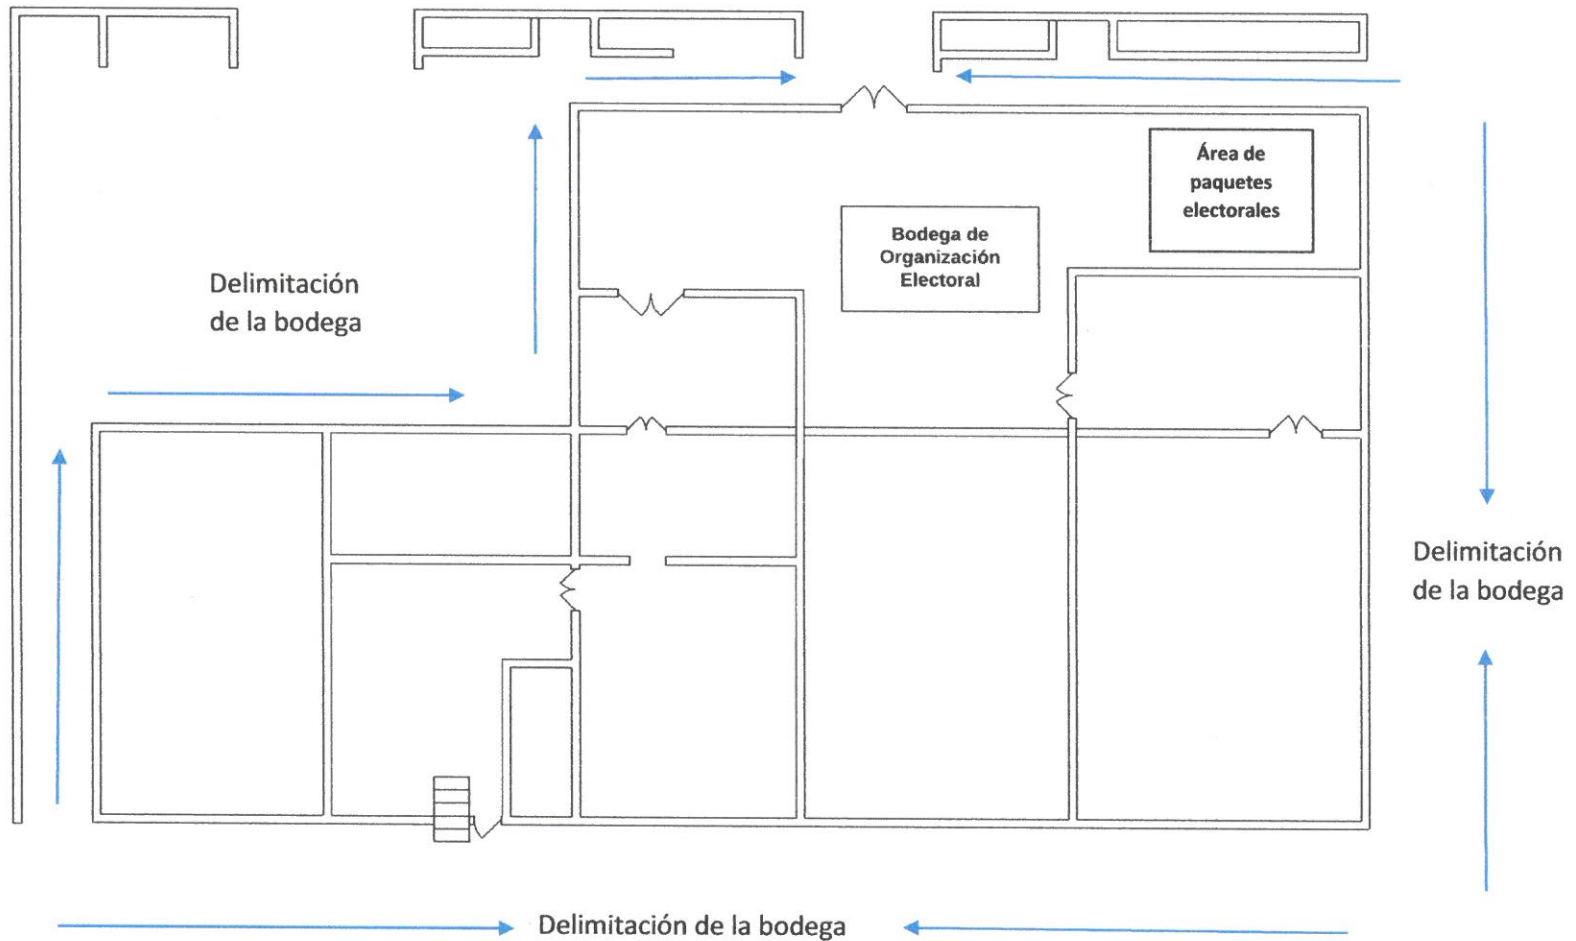 Área de
paquetes
electorales
Bodega de
Organización
Electoral
Delimitación
de la bodega
Delimitación
de la bodega
Delimitación de la bodega